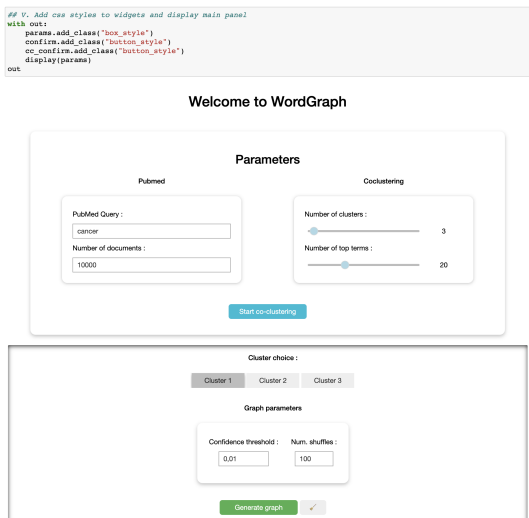 ## V. Add css styles to widgets and display main panel
with out:
    params.add_class("box_style")
    confirm.add_class("button_style")
    cc_confirm.add_class("button_style")
    display(params)
out
Welcome to WordGraph
Parameters
Pubmed
Coclustering
PubMed Query :
cancer
Number of documents :
10000
Number of clusters :
3
Number of top terms :
20
Start co-clustering
Cluster choice :
Cluster 1 Cluster 2 Cluster 3
Graph parameters
Confidence threshold : Num. shuffles :
0,01 100
Generate graph ✓